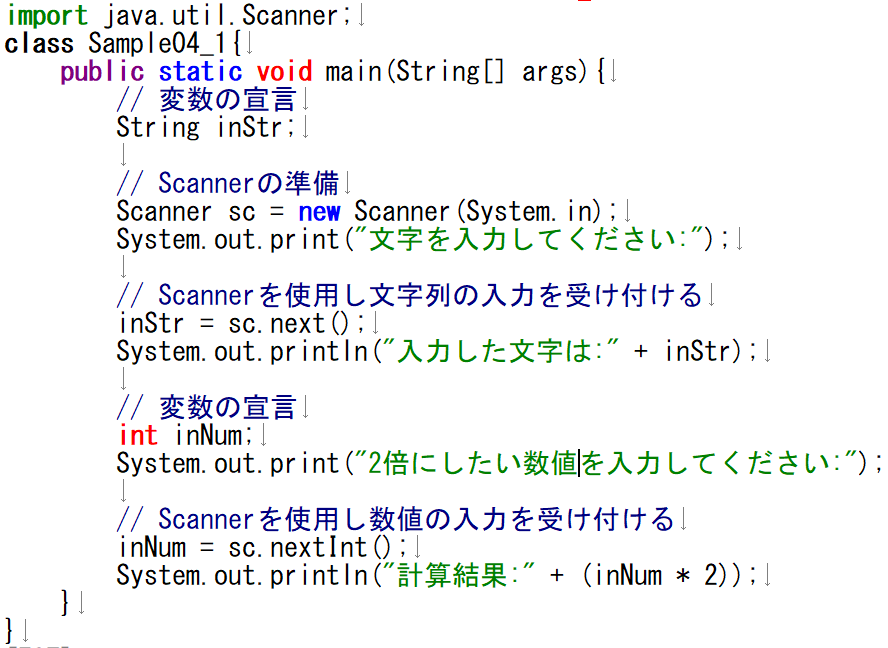 import java.util.Scanner;↓
class Sample04_1{↓
    public static void main(String[] args){↓
        // 変数の宣言↓
        String inStr;↓
        ↓
        // Scannerの準備↓
        Scanner sc = new Scanner(System.in);↓
        System.out.print("文字を入力してください:");↓
        ↓
        // Scannerを使用し文字列の入力を受け付ける↓
        inStr = sc.next();↓
        System.out.println("入力した文字は:" + inStr);↓
        ↓
        // 変数の宣言↓
        int inNum;↓
        System.out.print("2倍にしたい数値を入力してください:");
        ↓
        // Scannerを使用し数値の入力を受け付ける↓
        inNum = sc.nextInt();↓
        System.out.println("計算結果:" + (inNum * 2));↓
    }↓
}↓